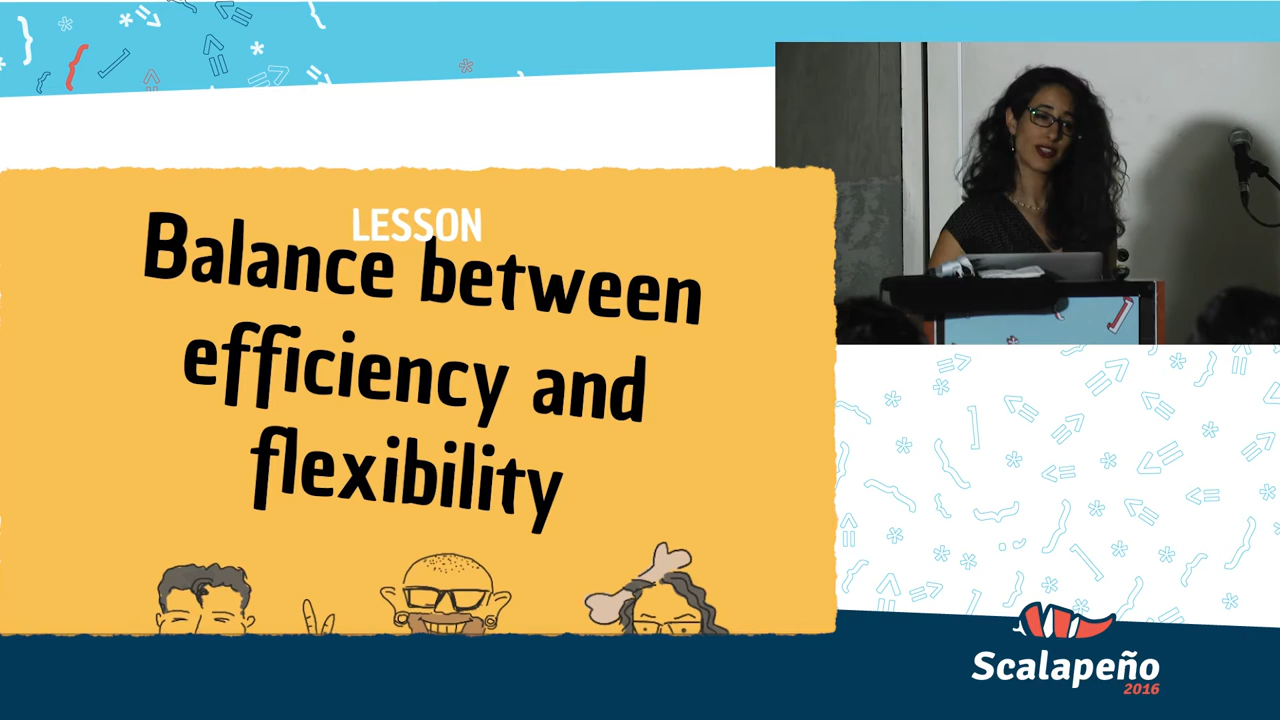 LESSON
Balance between
efficiency and
flexibility
Scalapeño
2016